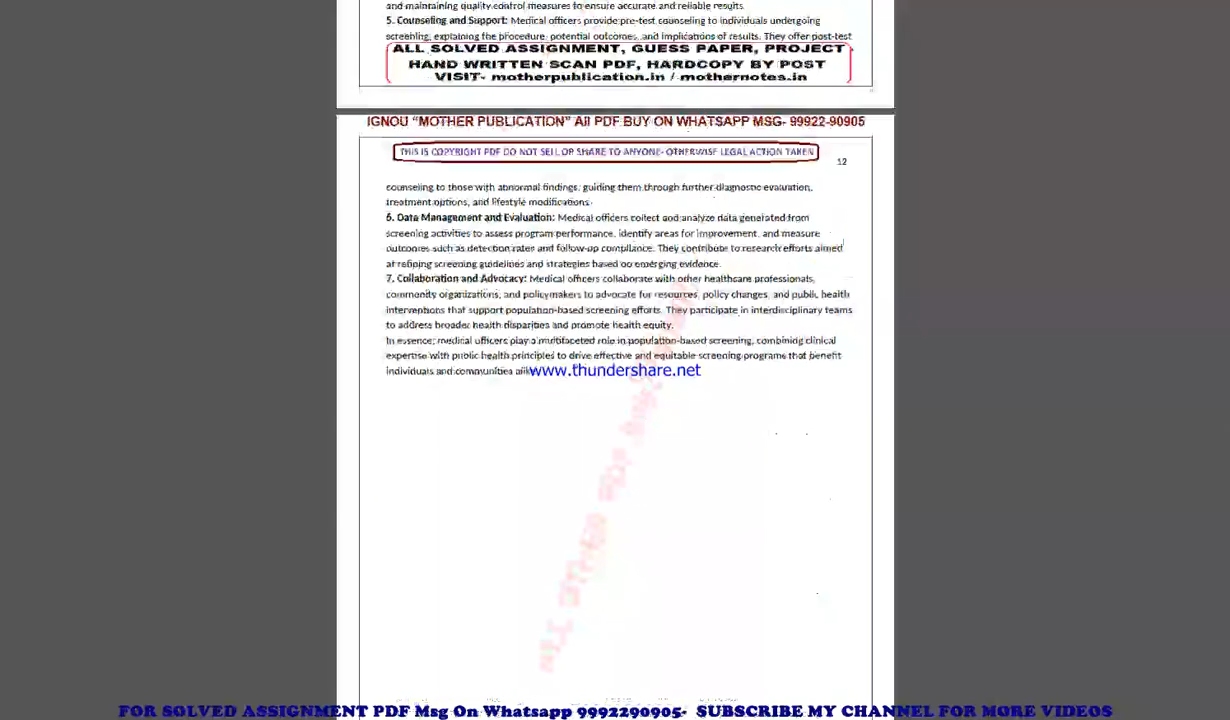 and maintaining quality control measures to ensure accurate and reliable results.
5. Counseling and Support: Medical officers provide pre-test counseling to individuals undergoing
screening, explaining the procedure, potential outcomes, and implications of results. They offer post-test
ALL SOLVED ASSIGNMENT, GUESS PAPER, PROJECT
HAND WRITTEN SCAN PDF, HARDCOPY BY POST
VISIT- motherpublication.in / mothernotes.in
IGNOU "MOTHER PUBLICATION" All PDF BUY ON WHATSAPP MSG- 99922-90905
THIS IS COPYRIGHT PDF DO NOT SELL OR SHARE TO ANYONE- OTHERWISE LEGAL ACTION TAKEN
12
counseling to those with abnormal findings, guiding them through further diagnostic evaluation,
treatment options, and lifestyle modifications.
6. Data Management and Evaluation: Medical officers collect and analyze data generated from
screening activities to assess program performance, identify areas for improvement, and measure
outcomes such as detection rates and follow-up compliance. They contribute to research efforts aimed
at refining screening guidelines and strategies based on emerging evidence.
7. Collaboration and Advocacy: Medical officers collaborate with other healthcare professionals,
community organizations, and policymakers to advocate for resources, policy changes, and public health
interventions that support population-based screening efforts. They participate in interdisciplinary teams
to address broader health disparities and promote health equity.
In essence, medical officers play a multifaceted role in population-based screening, combining clinical
expertise with public health principles to drive effective and equitable screening programs that benefit
individuals and communities alik
www.thundershare.net
FOR SOLVED ASSIGNMENT PDF Msg On Whatsapp 9992290905- SUBSCRIBE MY CHANNEL FOR MORE VIDEOS